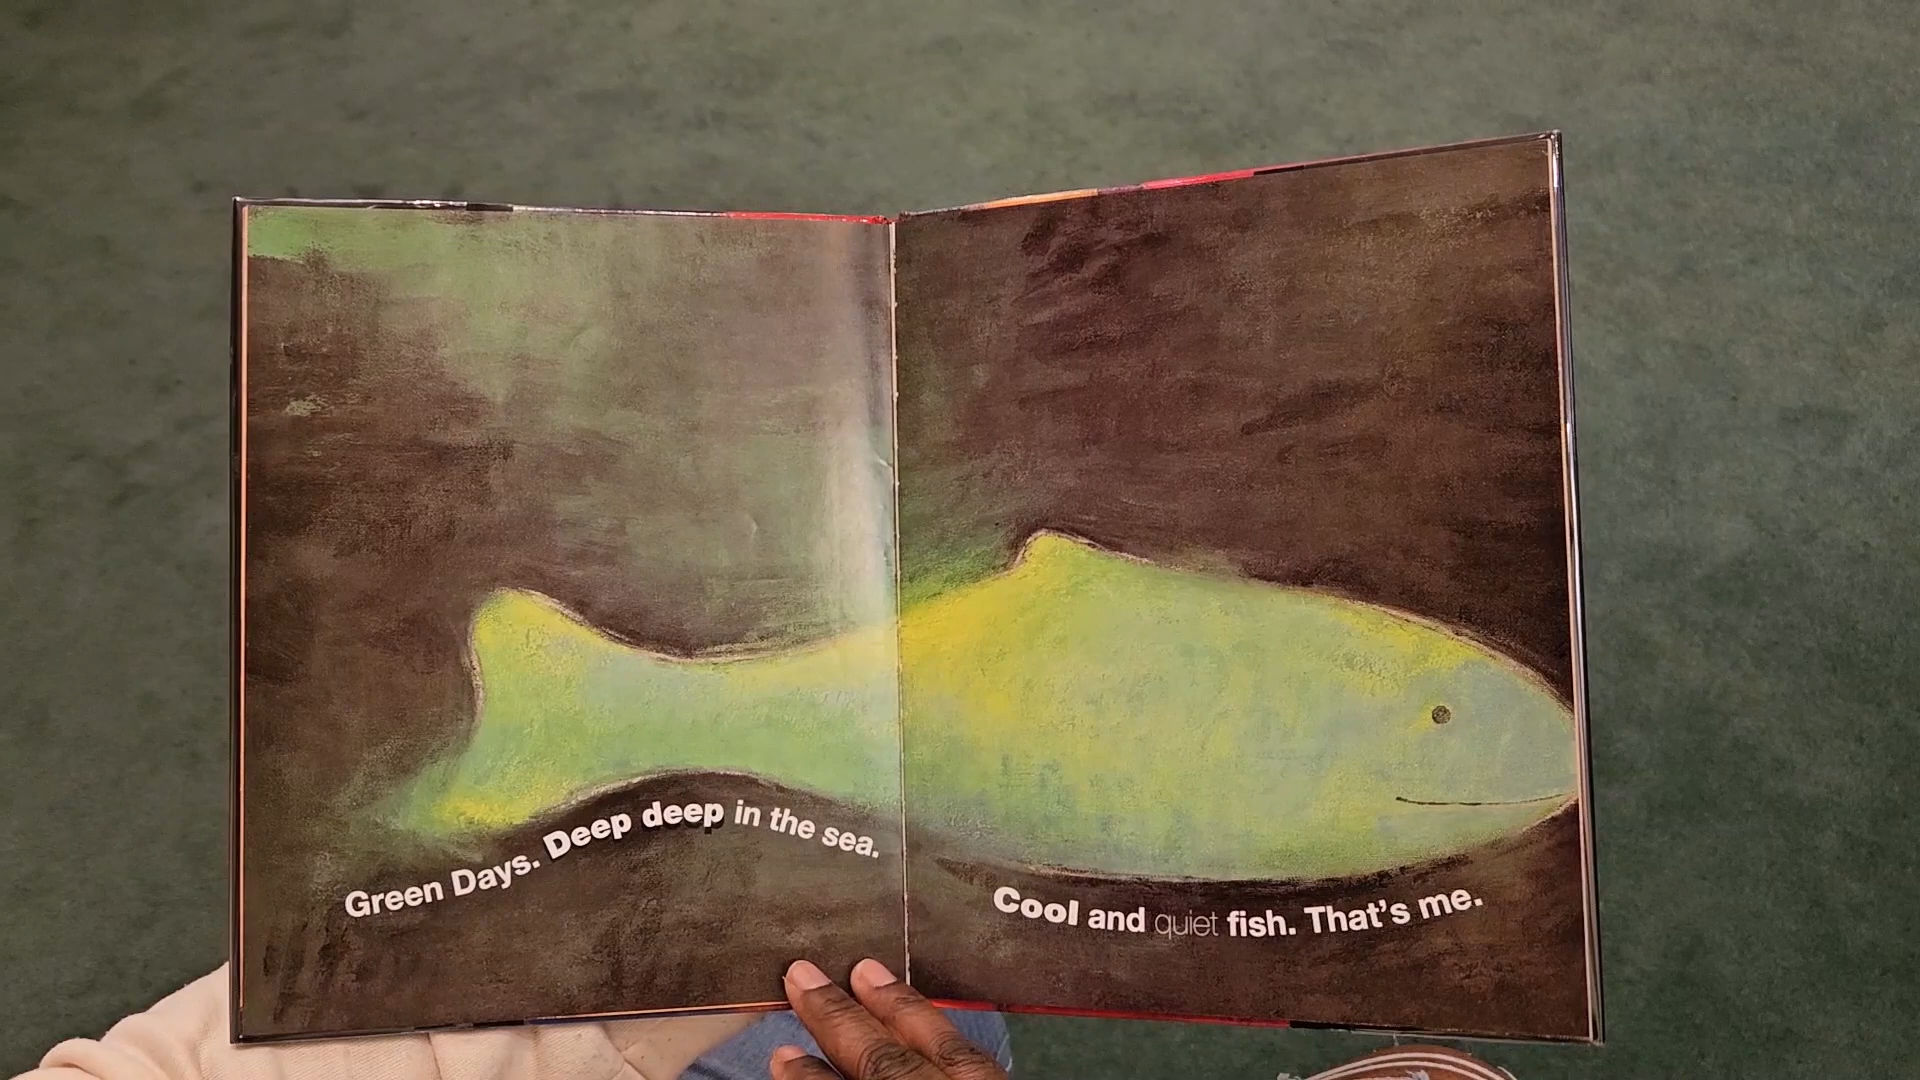 Green Days. Deep deep in the sea.
Cool and quiet fish. That's me.